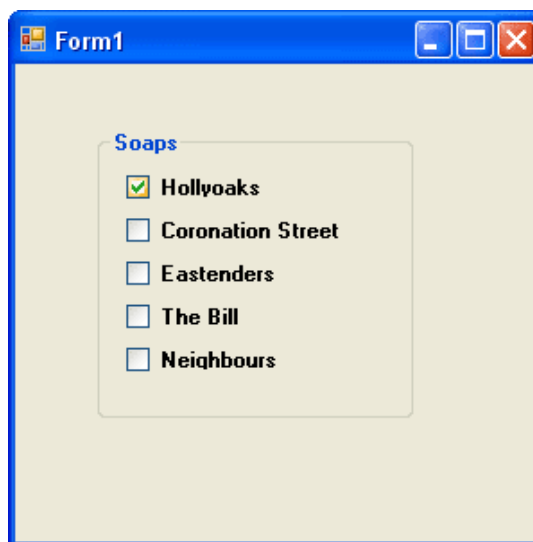 Form1
Soaps
Hollyoaks
Coronation Street
Eastenders
The Bill
Neighbours